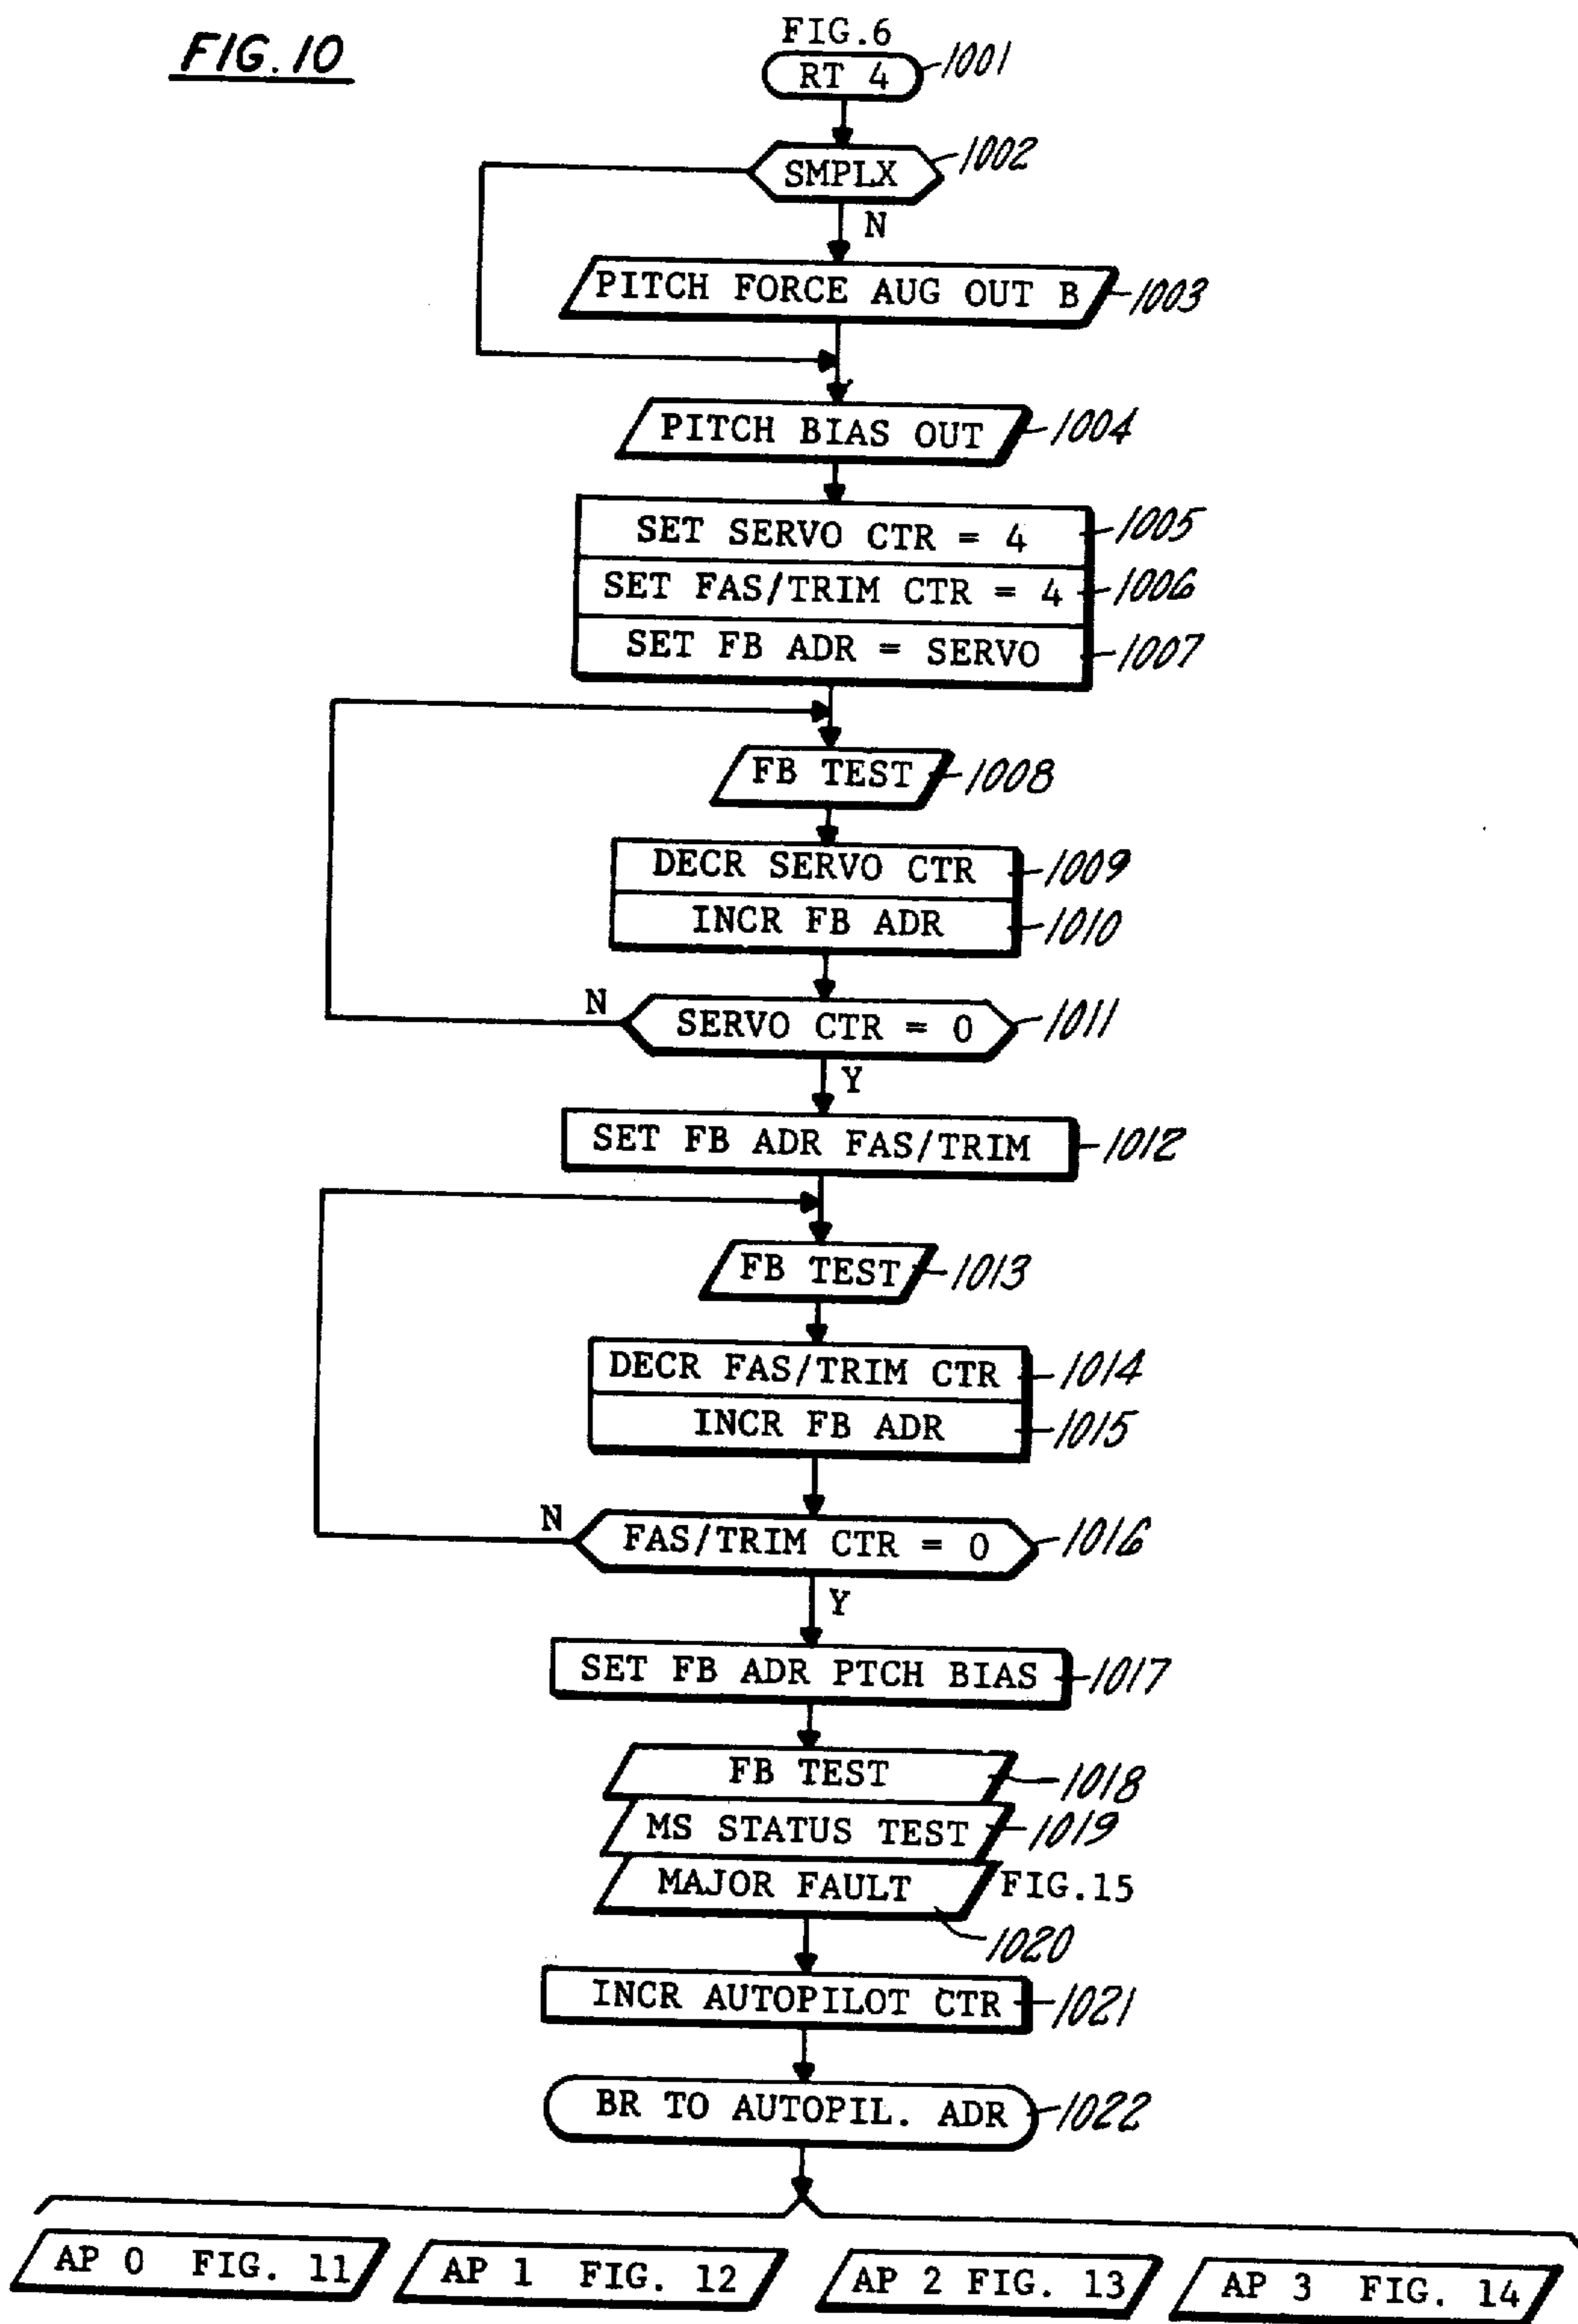 FIG. 10
FIG.6
RT 4 1001
SMPLX 1002
N
PITCH FORCE AUG OUT B 1003
PITCH BIAS OUT 1004
SET SERVO CTR = 4 1005
SET FAS/TRIM CTR = 4 1006
SET FB ADR = SERVO 1007
FB TEST 1008
DECR SERVO CTR 1009
INCR FB ADR 1010
N SERVO CTR = 0 1011
Y
SET FB ADR FAS/TRIM 1012
FB TEST 1013
DECR FAS/TRIM CTR 1014
INCR FB ADR 1015
N FAS/TRIM CTR = 0 1016
Y
SET FB ADR PTCH BIAS 1017
FB TEST 1018
MS STATUS TEST 1019
MAJOR FAULT FIG.15
1020
INCR AUTOPILOT CTR 1021
BR TO AUTOPIL. ADR 1022
AP 0 FIG. 11 AP 1 FIG. 12 AP 2 FIG. 13 AP 3 FIG. 14